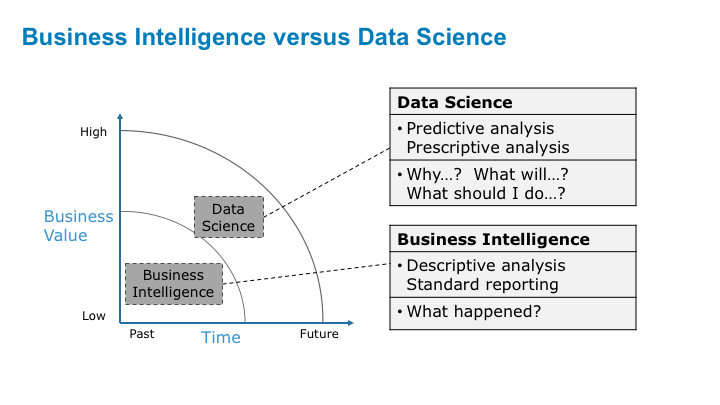 Business Intelligence versus Data Science
High
Business
Value
Low
Past
Time
Future
Data
Science
Business
Intelligence
Data Science
• Predictive analysis
Prescriptive analysis
• Why…?  What will…?
What should I do…?
Business Intelligence
• Descriptive analysis
Standard reporting
• What happened?